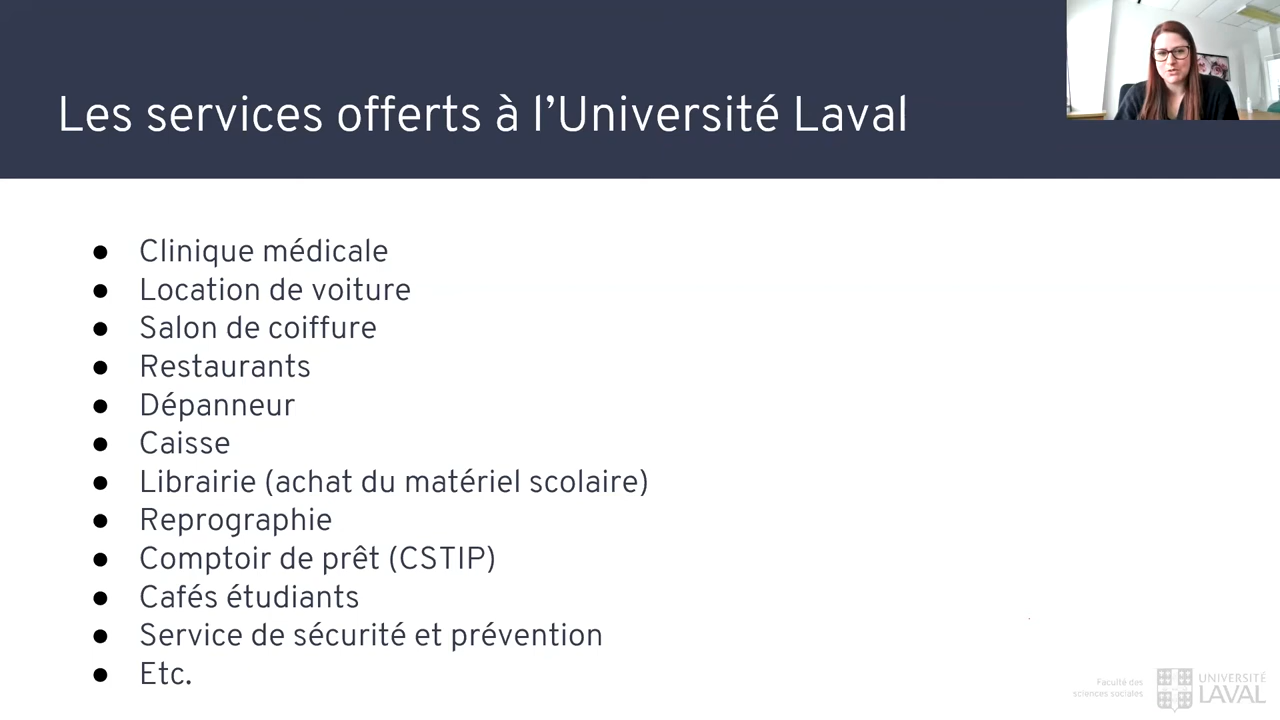 Les services offerts à l’Université Laval
● Clinique médicale
● Location de voiture
● Salon de coiffure
● Restaurants
● Dépanneur
● Caisse
● Librairie (achat du matériel scolaire)
● Reprographie
● Comptoir de prêt (CSTIP)
● Cafés étudiants
● Service de sécurité et prévention
● Etc.
Faculté des
sciences sociales
UNIVERSITÉ
LAVAL